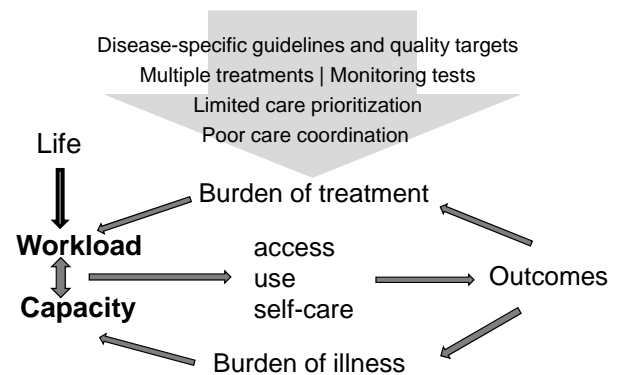 Disease-specific guidelines and quality targets
Multiple treatments | Monitoring tests
Limited care prioritization
Poor care coordination
Life
Burden of treatment
Workload
access
use
self-care
Outcomes
Capacity
Burden of illness